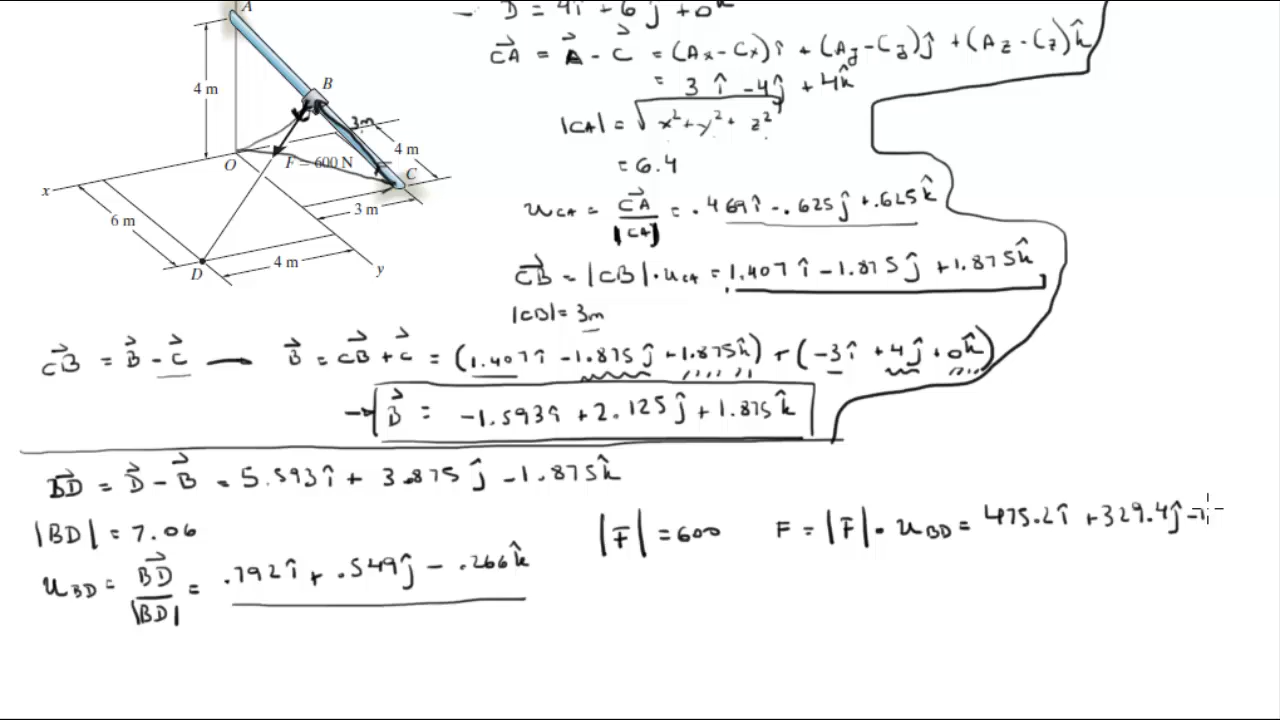 A
D = 4î + 6ĵ + 0k̂
CA⃗ = A⃗ - C⃗ = (Ax-Cx)î + (Ay-Cy)ĵ + (Az-Cz)k̂
= 3î - 4ĵ + 4k̂
|CA| = √x²+y²+z²
= 6.4
4 m
B
3m
4 m
O
F = 600 N
C
x
3 m
6 m
D
4 m
y
u_CA = CA⃗/|CA| = .469î - .625ĵ + .625k̂
CB⃗ = |CB|·u_CA = 1.407î - 1.875ĵ + 1.875k̂
|CB| = 3m
CB⃗ = B⃗ - C⃗ — B⃗ = CB⃗ + C⃗ = (1.407î - 1.875ĵ + 1.875k̂) + (-3î + 4ĵ + 0k̂)
→ B⃗ = -1.593î + 2.125ĵ + 1.875k̂
BD⃗ = D⃗ - B⃗ = 5.593î + 3.875ĵ - 1.875k̂
|BD| = 7.06
|F̄| = 600 F = |F̄|·u_BD = 475.2î + 329.4ĵ -
u_BD = BD⃗/|BD| = .792î + .549ĵ - .266k̂